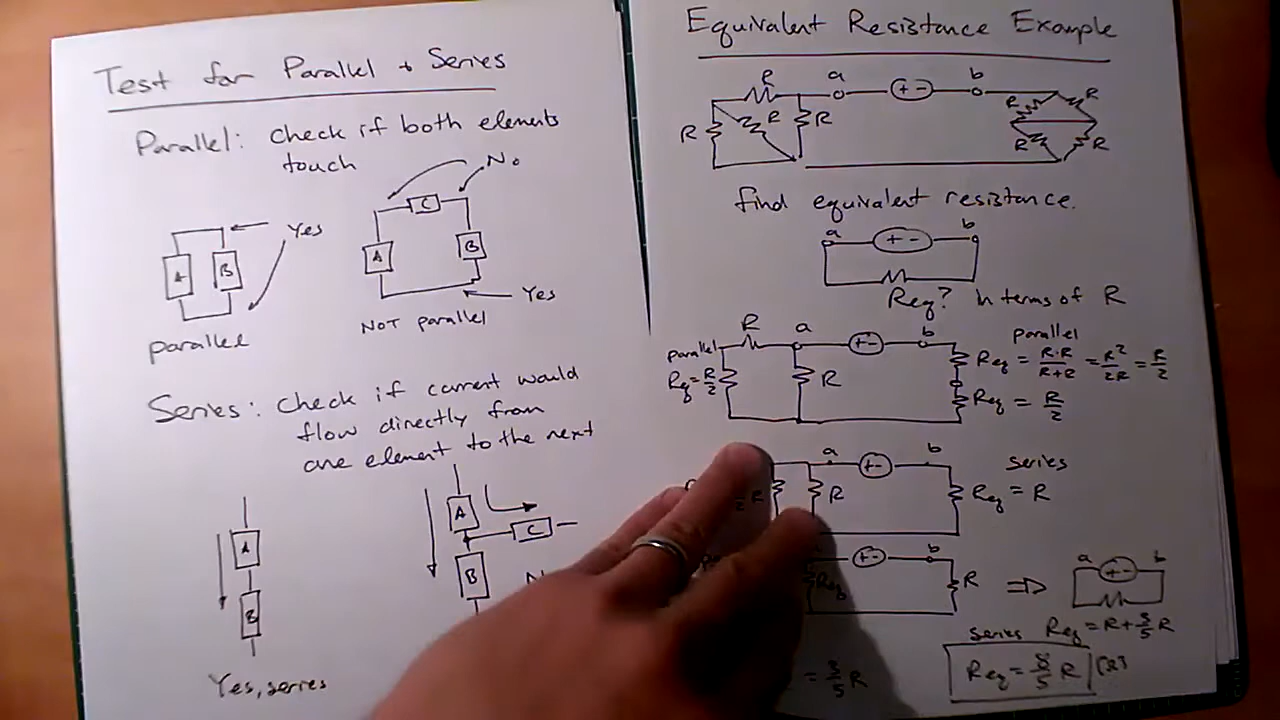 Test for Parallel + Series
Parallel: check if both elements
touch
No
C
Yes
A
B
A
B
Yes
parallel
NOT parallel
Series: check if current would
flow directly from
one element to the next
A
A
C
B
B
Yes, series
Equivalent Resistance Example
R
a
+ -
b
R
R
R
R
R
R
R
R
find equivalent resistance.
a
+ -
b
Req? in terms of R
R
a
+-
b
parallel
parallel
Req = R/2
R
Req = R·R/R+R = R²/2R = R/2
Req = R/2
a
+-
b
series
R
R
Req = R
+-
b
a
+-
b
Req
R
⇒
series Req = R + 3/5 R
= 3/5 R
Req = 8/5 R [Ω]